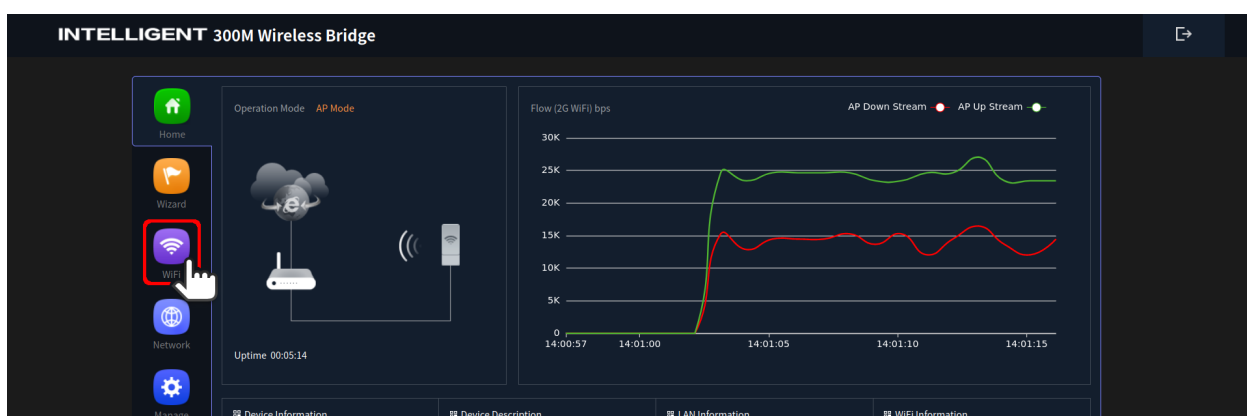 INTELLIGENT 300M Wireless Bridge
Home
Wizard
WiFi
Network
Manage
Operation Mode AP Mode
Uptime 00:05:14
Flow (2G WiFi) bps
AP Down Stream AP Up Stream
30K
25K
20K
15K
10K
5K
0
14:00:57 14:01:00 14:01:05 14:01:10 14:01:15
Device Information Device Description LAN Information WiFi Information